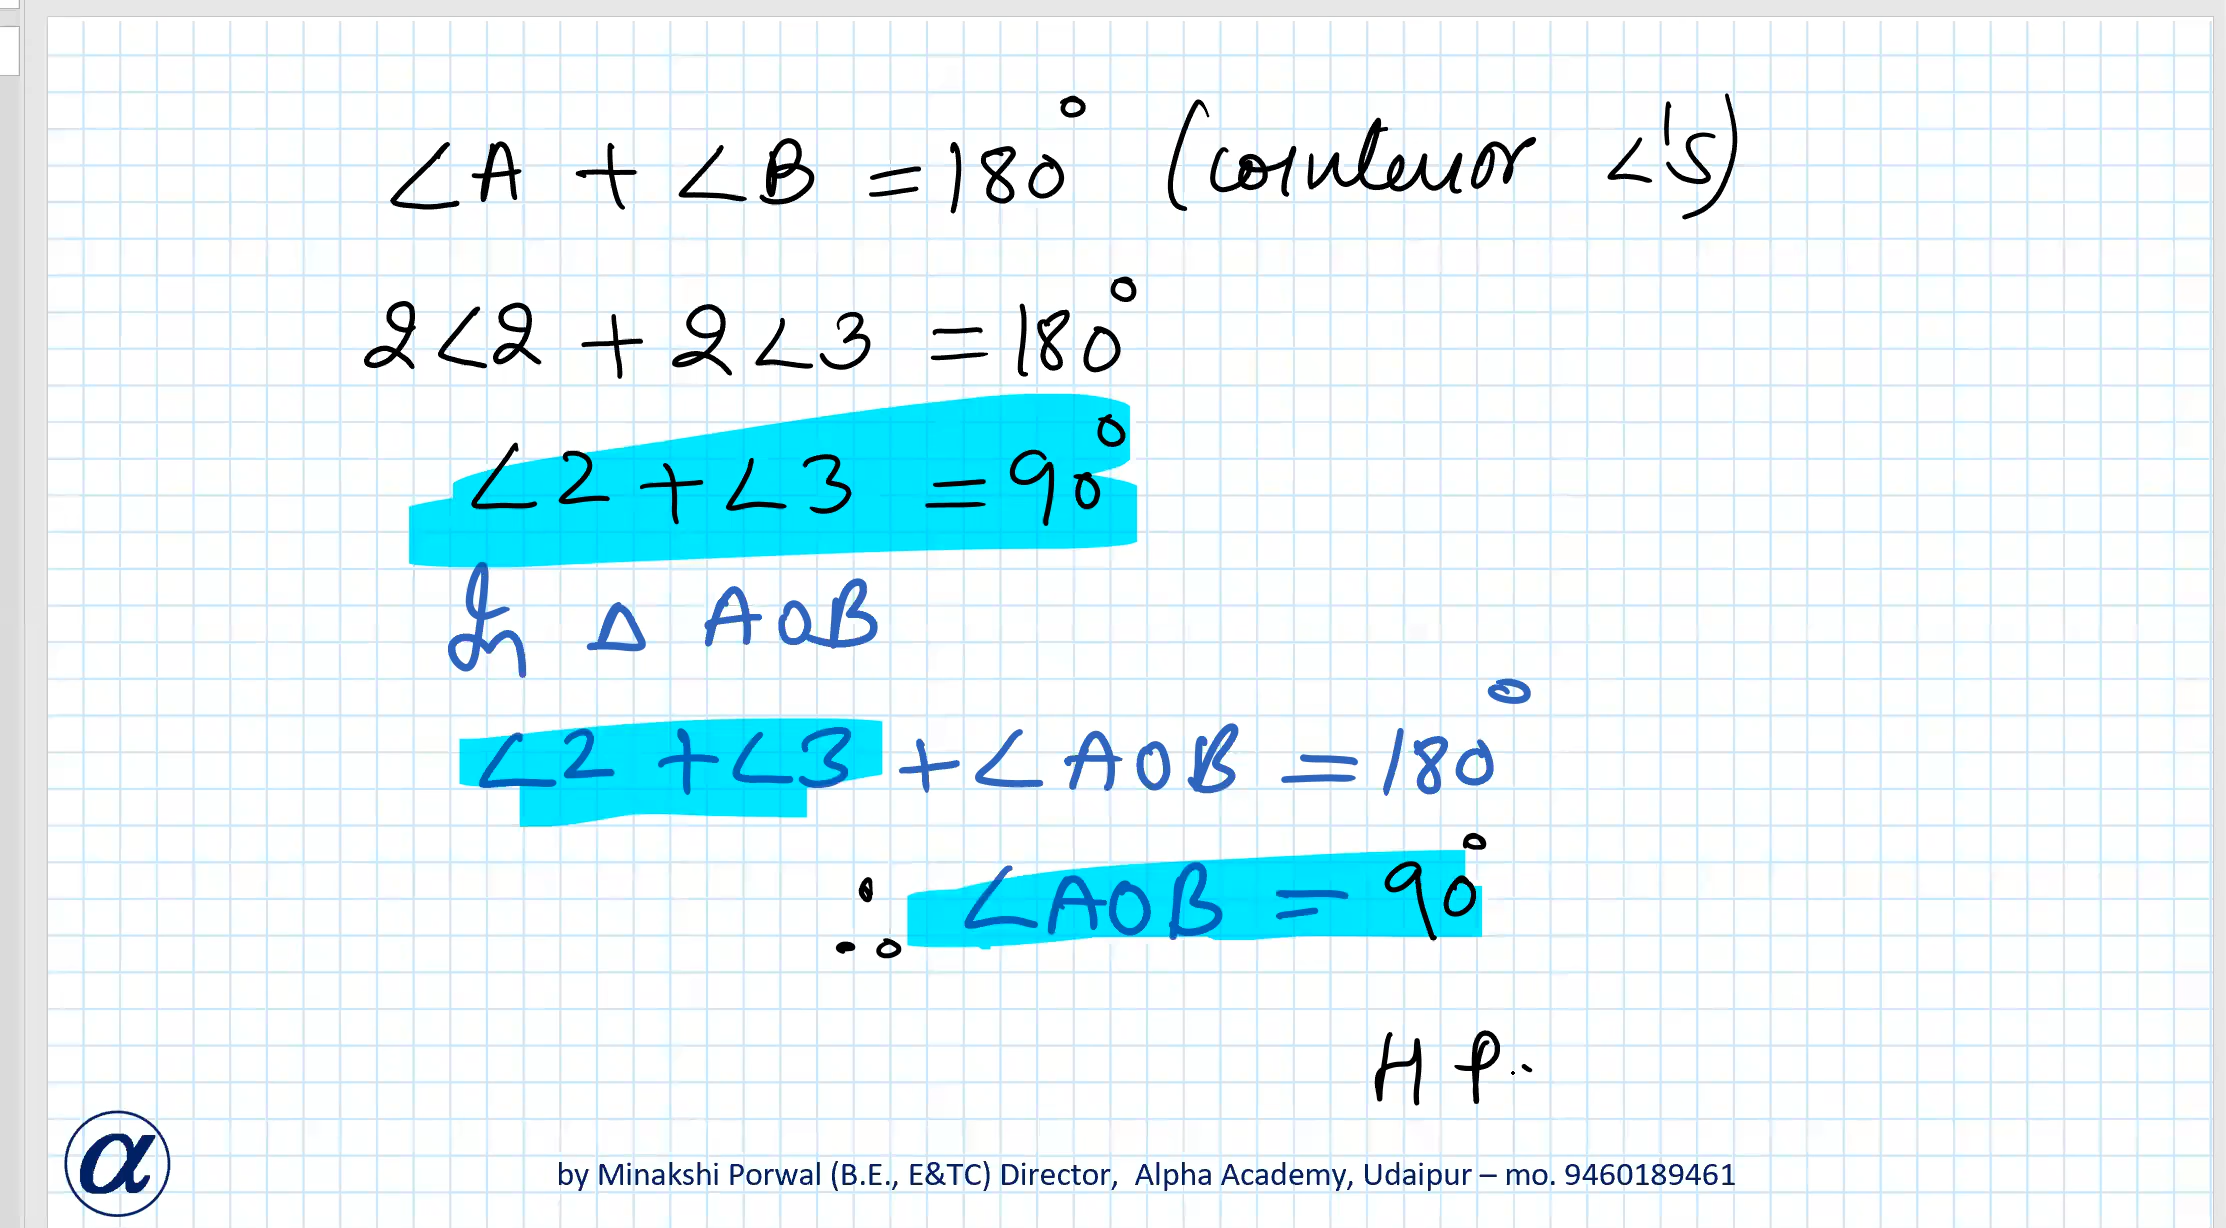 ∠A + ∠B = 180° (cointerior ∠'s)
2∠2 + 2∠3 = 180°
∠2 + ∠3 = 90°
In Δ AOB
∠2 + ∠3 + ∠AOB = 180°
∴ ∠AOB = 90°
H P.
α
by Minakshi Porwal (B.E., E&TC) Director, Alpha Academy, Udaipur – mo. 9460189461